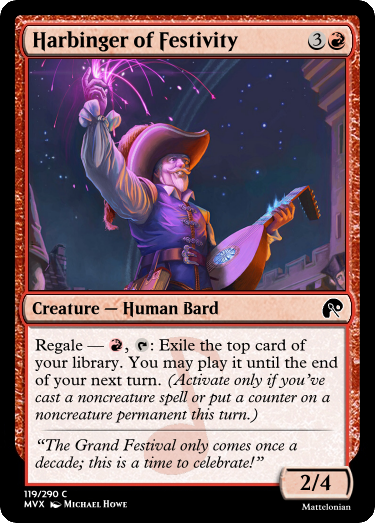 Harbinger of Festivity 3
Creature — Human Bard
Regale — , : Exile the top card of
your library. You may play it until the end
of your next turn. (Activate only if you’ve
cast a noncreature spell or put a counter on a
noncreature permanent this turn.)
“The Grand Festival only comes once a
decade; this is a time to celebrate!”
2/4
119/290 C
MVX Michael Howe
Mattelonian